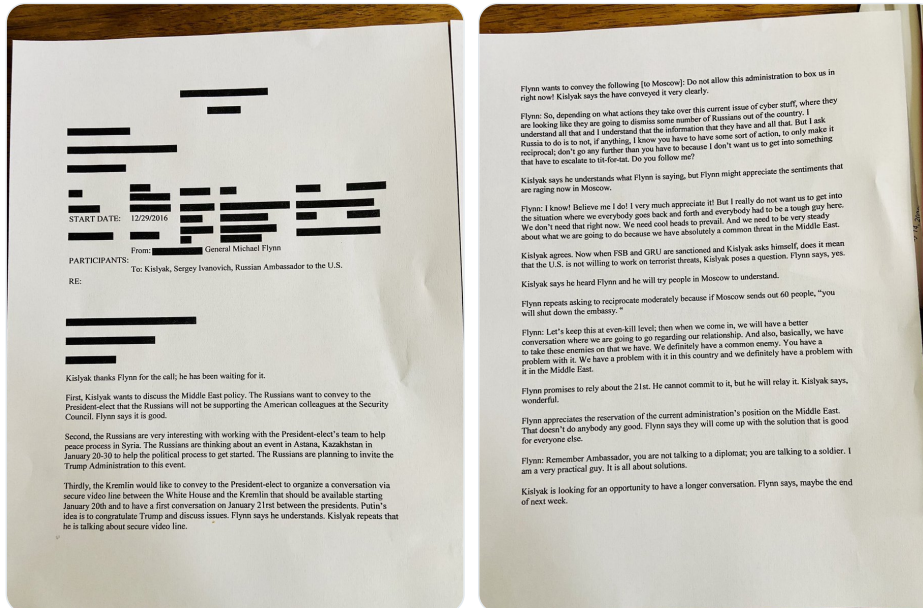 START DATE: 12/29/2016
From: General Michael Flynn
PARTICIPANTS:
To: Kislyak, Sergey Ivanovich, Russian Ambassador to the U.S.
RE:
Kislyak thanks Flynn for the call; he has been waiting for it.
First, Kislyak wants to discuss the Middle East policy. The Russians want to convey to the
President-elect that the Russians will not be supporting the American colleagues at the Security
Council. Flynn says it is good.
Second, the Russians are very interesting with working with the President-elect's team to help
peace process in Syria. The Russians are thinking about an event in Astana, Kazakhstan in
January 20-30 to help the political process to get started. The Russians are planning to invite the
Trump Administration to this event.
Thirdly, the Kremlin would like to convey to the President-elect to organize a conversation via
secure video line between the White House and the Kremlin that should be available starting
January 20th and to have a first conversation on January 21rst between the presidents. Putin's
idea is to congratulate Trump and discuss issues. Flynn says he understands. Kislyak repeats that
he is talking about secure video line.
Flynn wants to convey the following [to Moscow]: Do not allow this administration to box us in
right now! Kislyak says the have conveyed it very clearly.
Flynn: So, depending on what actions they take over this current issue of cyber stuff, where they
are looking like they are going to dismiss some number of Russians out of the country. I
understand all that and I understand that the information that they have and all that. But I ask
Russia to do is to not, if anything, I know you have to have some sort of action, to only make it
reciprocal; don't go any further than you have to because I don't want us to get into something
that have to escalate to tit-for-tat. Do you follow me?
Kislyak says he understands what Flynn is saying, but Flynn might appreciate the sentiments that
are raging now in Moscow.
Flynn: I know! Believe me I do! I very much appreciate it! But I really do not want us to get into
the situation where we everybody goes back and forth and everybody had to be a tough guy here.
We don't need that right now. We need cool heads to prevail. And we need to be very steady
about what we are going to do because we have absolutely a common threat in the Middle East.
Kislyak agrees. Now when FSB and GRU are sanctioned and Kislyak asks himself, does it mean
that the U.S. is not willing to work on terrorist threats, Kislyak poses a question. Flynn says, yes.
Kislyak says he heard Flynn and he will try people in Moscow to understand.
Flynn repeats asking to reciprocate moderately because if Moscow sends out 60 people, "you
will shut down the embassy. "
Flynn: Let's keep this at even-kill level; then when we come in, we will have a better
conversation where we are going to go regarding our relationship. And also, basically, we have
to take these enemies on that we have. We definitely have a common enemy. You have a
problem with it. We have a problem with it in this country and we definitely have a problem with
it in the Middle East.
Flynn promises to rely about the 21st. He cannot commit to it, but he will relay it. Kislyak says,
wonderful.
Flynn appreciates the reservation of the current administration's position on the Middle East.
That doesn't do anybody any good. Flynn says they will come up with the solution that is good
for everyone else.
Flynn: Remember Ambassador, you are not talking to a diplomat; you are talking to a soldier. I
am a very practical guy. It is all about solutions.
Kislyak is looking for an opportunity to have a longer conversation. Flynn says, maybe the end
of next week.